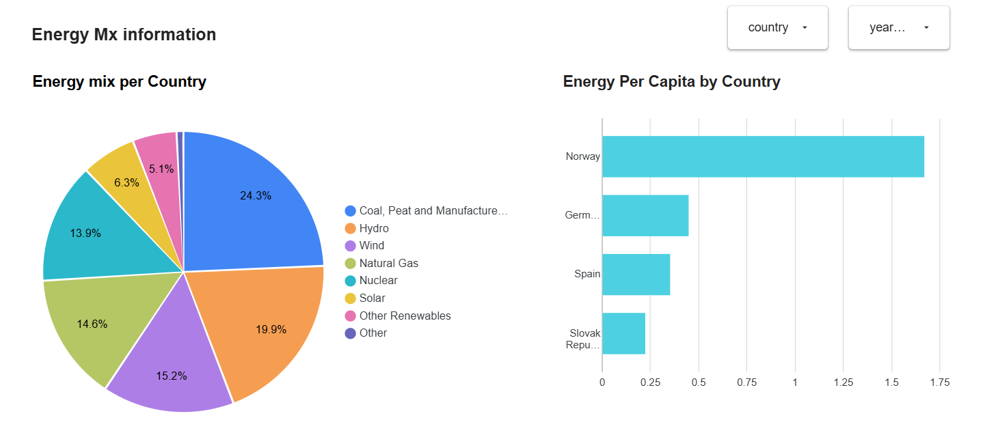 country
year…
Energy Mx information
Energy mix per Country
Energy Per Capita by Country
24.3%
19.9%
15.2%
14.6%
13.9%
6.3%
5.1%
Coal, Peat and Manufacture…
Hydro
Wind
Natural Gas
Nuclear
Solar
Other Renewables
Other
Norway
Germ…
Spain
Slovak
Repu…
0 0.25 0.5 0.75 1 1.25 1.5 1.75